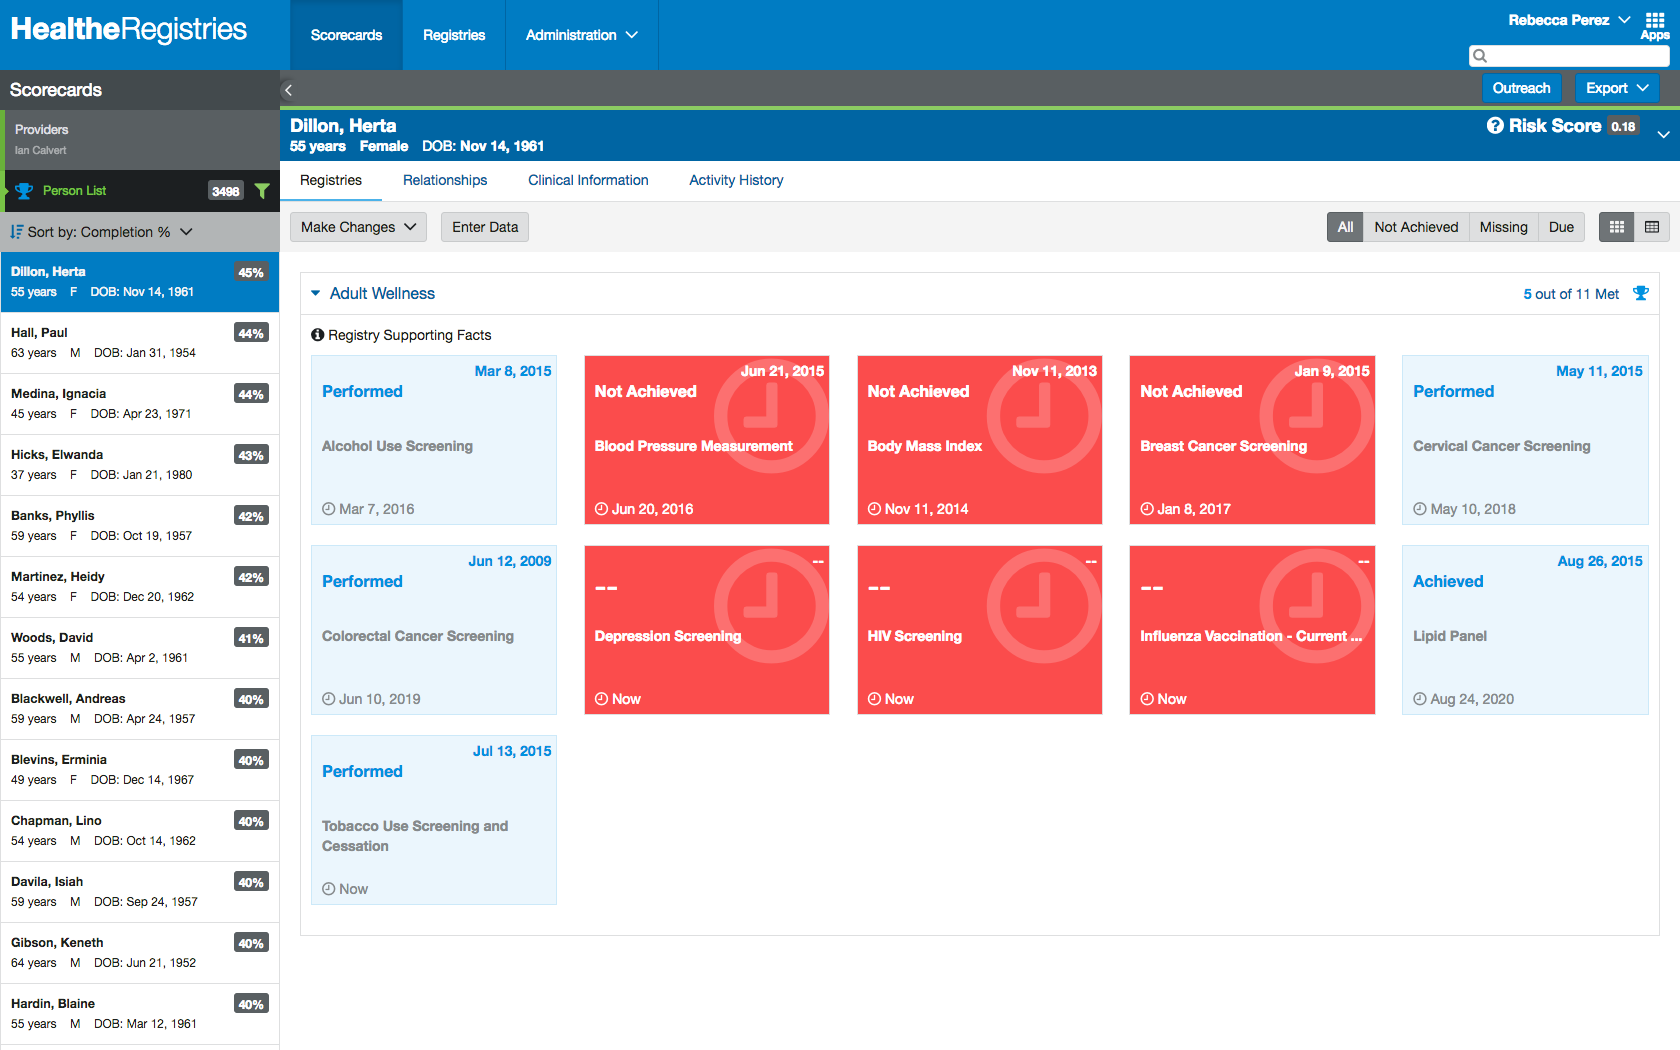 HealtheRegistries
Scorecards
Registries
Administration
Rebecca Perez
Apps
Scorecards
Outreach
Export
Providers
Ian Calvert
Person List
3498
Sort by: Completion %
Dillon, Herta
45%
55 years F DOB: Nov 14, 1961
Hall, Paul
44%
63 years M DOB: Jan 31, 1954
Medina, Ignacia
44%
45 years F DOB: Apr 23, 1971
Hicks, Elwanda
43%
37 years F DOB: Jan 21, 1980
Banks, Phyllis
42%
59 years F DOB: Oct 19, 1957
Martinez, Heidy
42%
54 years F DOB: Dec 20, 1962
Woods, David
41%
55 years M DOB: Apr 2, 1961
Blackwell, Andreas
40%
59 years M DOB: Apr 24, 1957
Blevins, Erminia
40%
49 years F DOB: Dec 14, 1967
Chapman, Lino
40%
54 years M DOB: Oct 14, 1962
Davila, Isiah
40%
59 years M DOB: Sep 24, 1957
Gibson, Keneth
40%
64 years M DOB: Jun 21, 1952
Hardin, Blaine
40%
55 years M DOB: Mar 12, 1961
Dillon, Herta
55 years Female DOB: Nov 14, 1961
Risk Score 0.18
Registries
Relationships
Clinical Information
Activity History
Make Changes
Enter Data
All
Not Achieved
Missing
Due
Adult Wellness
5 out of 11 Met
Registry Supporting Facts
Mar 8, 2015
Performed
Alcohol Use Screening
Mar 7, 2016
Jun 21, 2015
Not Achieved
Blood Pressure Measurement
Jun 20, 2016
Nov 11, 2013
Not Achieved
Body Mass Index
Nov 11, 2014
Jan 9, 2015
Not Achieved
Breast Cancer Screening
Jan 8, 2017
May 11, 2015
Performed
Cervical Cancer Screening
May 10, 2018
Jun 12, 2009
Performed
Colorectal Cancer Screening
Jun 10, 2019
--
--
Depression Screening
Now
--
--
HIV Screening
Now
--
--
Influenza Vaccination - Current ...
Now
Aug 26, 2015
Achieved
Lipid Panel
Aug 24, 2020
Jul 13, 2015
Performed
Tobacco Use Screening and
Cessation
Now